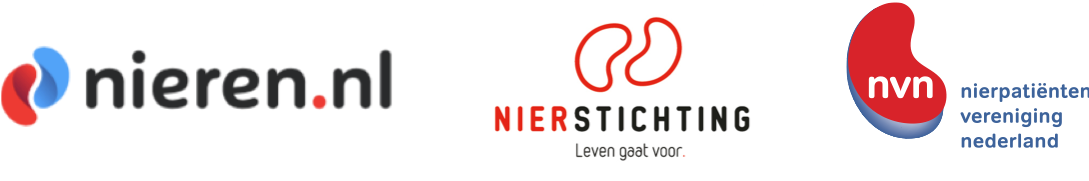 nieren.nl
NIERSTICHTING
Leven gaat voor.
nvn
nierpatiënten
vereniging
nederland